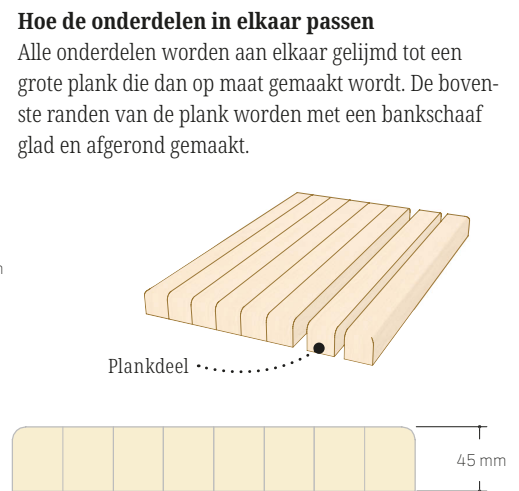 Hoe de onderdelen in elkaar passen
Alle onderdelen worden aan elkaar gelijmd tot een
grote plank die dan op maat gemaakt wordt. De boven-
ste randen van de plank worden met een bankschaaf
glad en afgerond gemaakt.
Plankdeel
45 mm